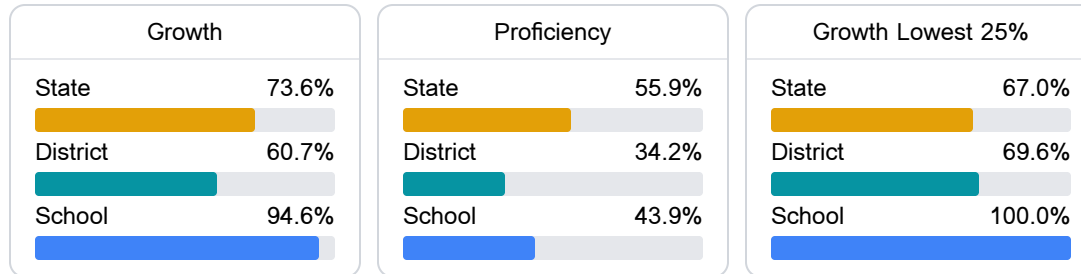 Growth
State 73.6%
District 60.7%
School 94.6%
Proficiency
State 55.9%
District 34.2%
School 43.9%
Growth Lowest 25%
State 67.0%
District 69.6%
School 100.0%